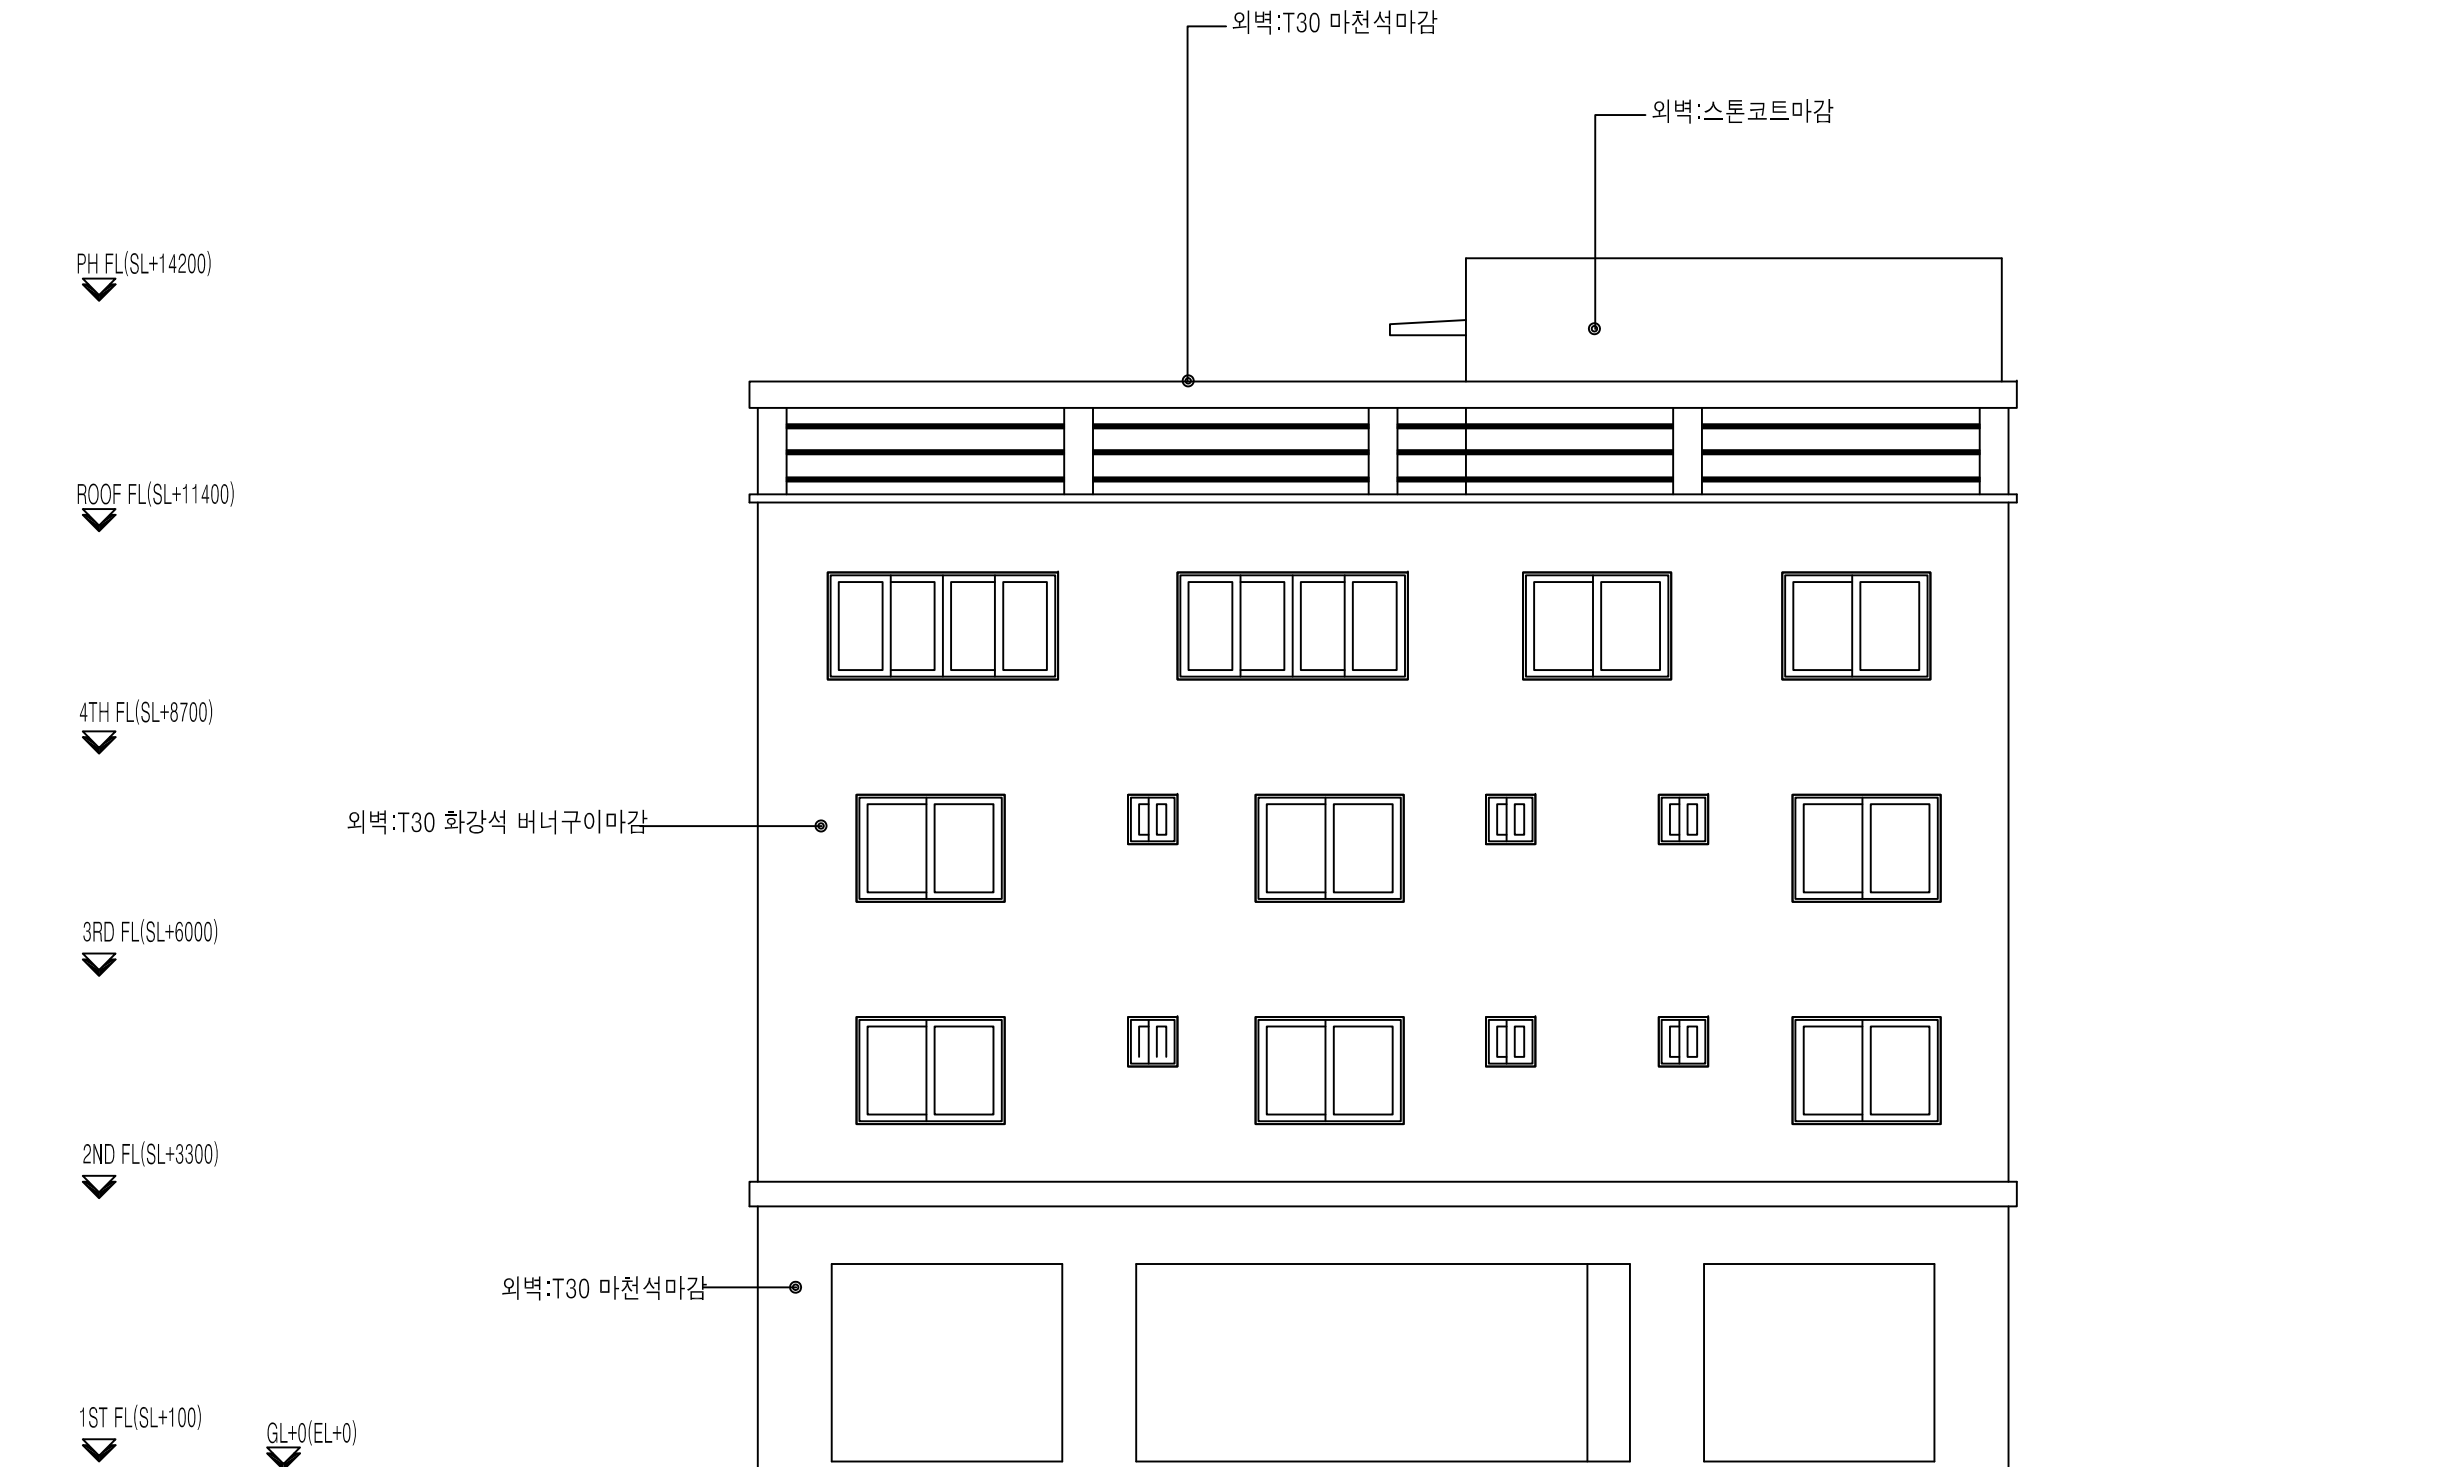 외벽:T30 마천석마감
외벽:스톤코트마감
PH FL(SL+14200)
ROOF FL(SL+11400)
4TH FL(SL+8700)
외벽:T30 화강석 버너구이마감
3RD FL(SL+6000)
2ND FL(SL+3300)
외벽:T30 마천석마감
1ST FL(SL+100)
GL+0(EL+0)